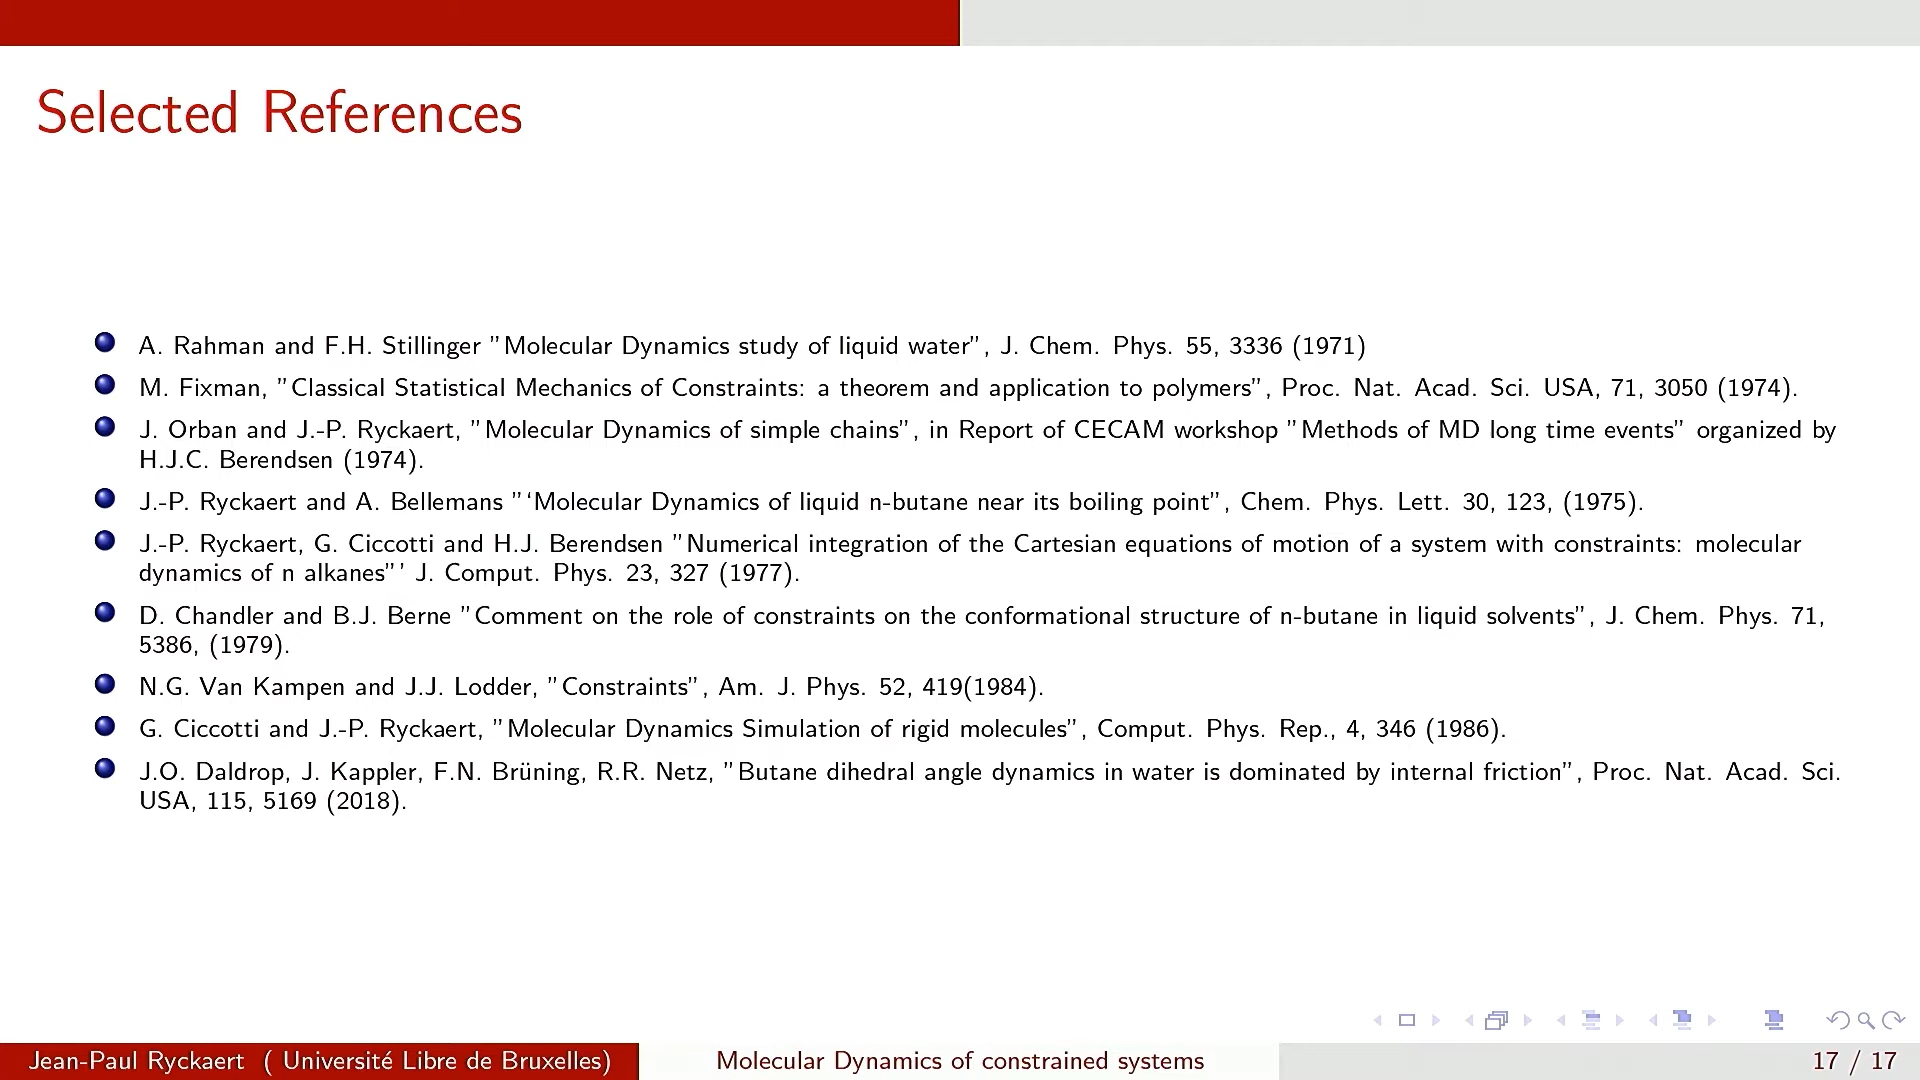 Selected References
A. Rahman and F.H. Stillinger ”Molecular Dynamics study of liquid water”, J. Chem. Phys. 55, 3336 (1971)
M. Fixman, ”Classical Statistical Mechanics of Constraints: a theorem and application to polymers”, Proc. Nat. Acad. Sci. USA, 71, 3050 (1974).
J. Orban and J.-P. Ryckaert, ”Molecular Dynamics of simple chains”, in Report of CECAM workshop ”Methods of MD long time events” organized by
H.J.C. Berendsen (1974).
J.-P. Ryckaert and A. Bellemans ”‘Molecular Dynamics of liquid n-butane near its boiling point”, Chem. Phys. Lett. 30, 123, (1975).
J.-P. Ryckaert, G. Ciccotti and H.J. Berendsen ”Numerical integration of the Cartesian equations of motion of a system with constraints: molecular
dynamics of n alkanes”’ J. Comput. Phys. 23, 327 (1977).
D. Chandler and B.J. Berne ”Comment on the role of constraints on the conformational structure of n-butane in liquid solvents”, J. Chem. Phys. 71,
5386, (1979).
N.G. Van Kampen and J.J. Lodder, ”Constraints”, Am. J. Phys. 52, 419(1984).
G. Ciccotti and J.-P. Ryckaert, ”Molecular Dynamics Simulation of rigid molecules”, Comput. Phys. Rep., 4, 346 (1986).
J.O. Daldrop, J. Kappler, F.N. Brüning, R.R. Netz, ”Butane dihedral angle dynamics in water is dominated by internal friction”, Proc. Nat. Acad. Sci.
USA, 115, 5169 (2018).
Jean-Paul Ryckaert ( Université Libre de Bruxelles)
Molecular Dynamics of constrained systems
17 / 17